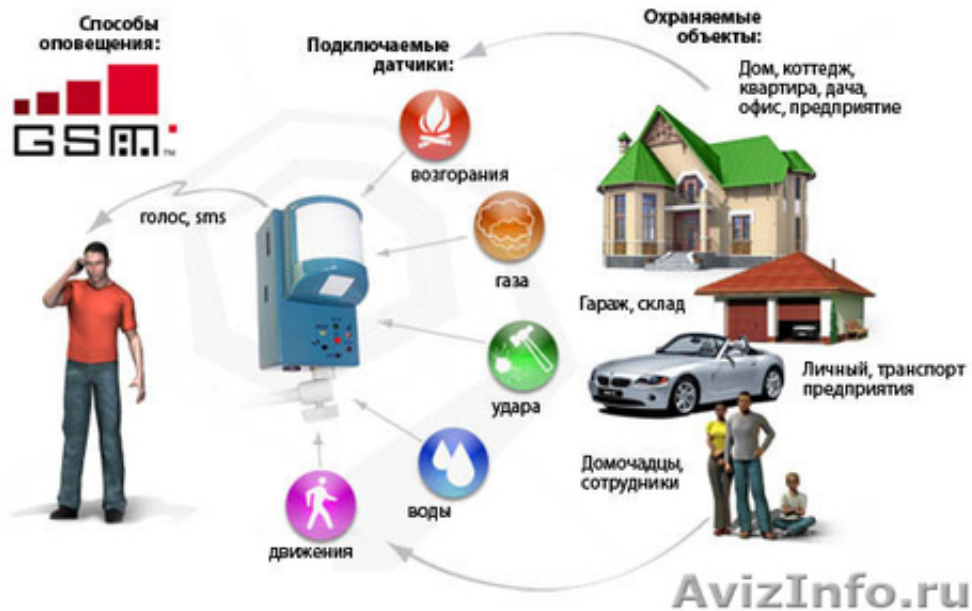 Способы
оповещения:
GSM
TM
голос, sms
Подключаемые
датчики:
возгорания
газа
удара
воды
движения
Охраняемые
объекты:
Дом, коттедж,
квартира, дача,
офис, предприятие
Гараж, склад
Личный, транспорт
предприятия
Домочадцы,
сотрудники
AvizInfo.ru